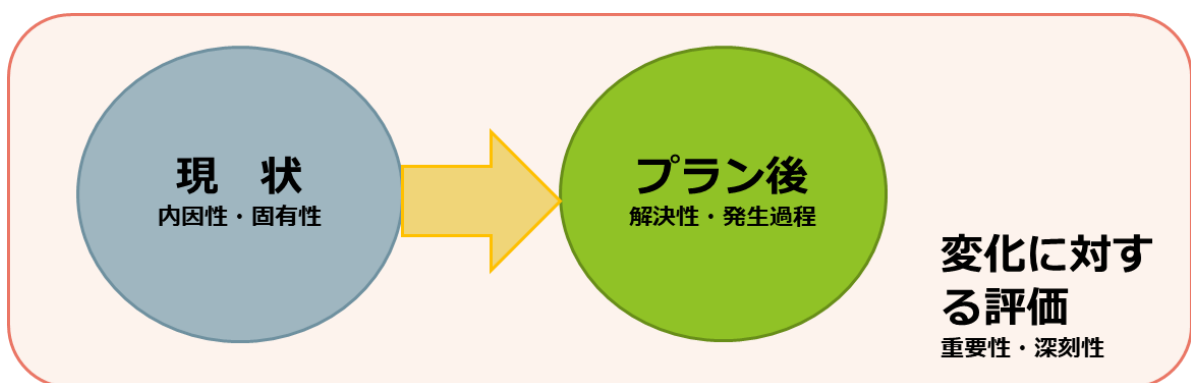 現　状
内因性・固有性
プラン後
解決性・発生過程
変化に対す
る評価
重要性・深刻性